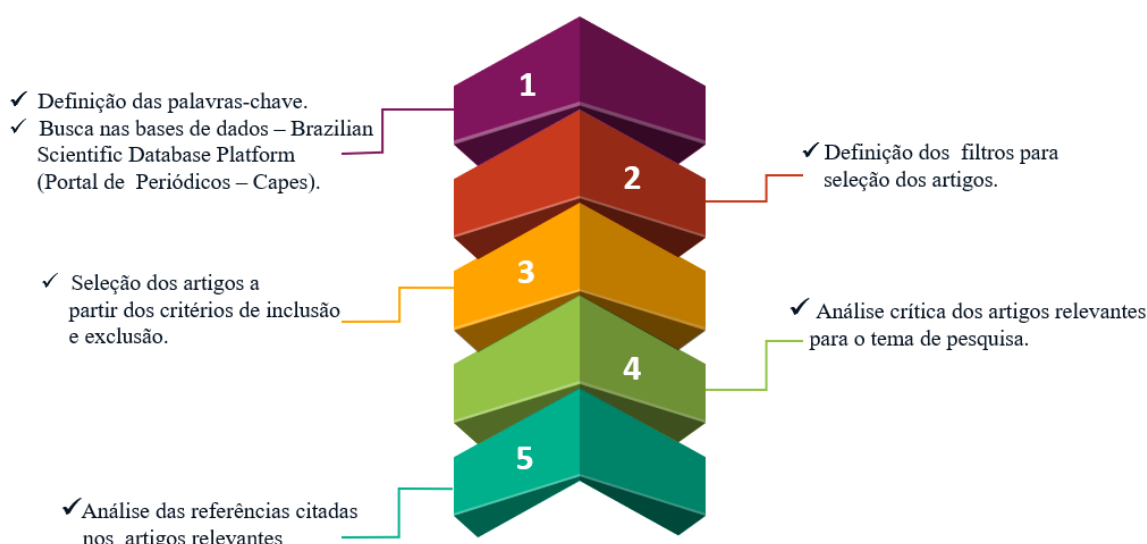 1
✓ Definição das palavras-chave.
✓ Busca nas bases de dados – Brazilian
Scientific Database Platform
(Portal de Periódicos – Capes).
2
✓ Definição dos filtros para
seleção dos artigos.
3
✓ Seleção dos artigos a
partir dos critérios de inclusão
e exclusão.
4
✓ Análise crítica dos artigos relevantes
para o tema de pesquisa.
5
✓ Análise das referências citadas
nos artigos relevantes